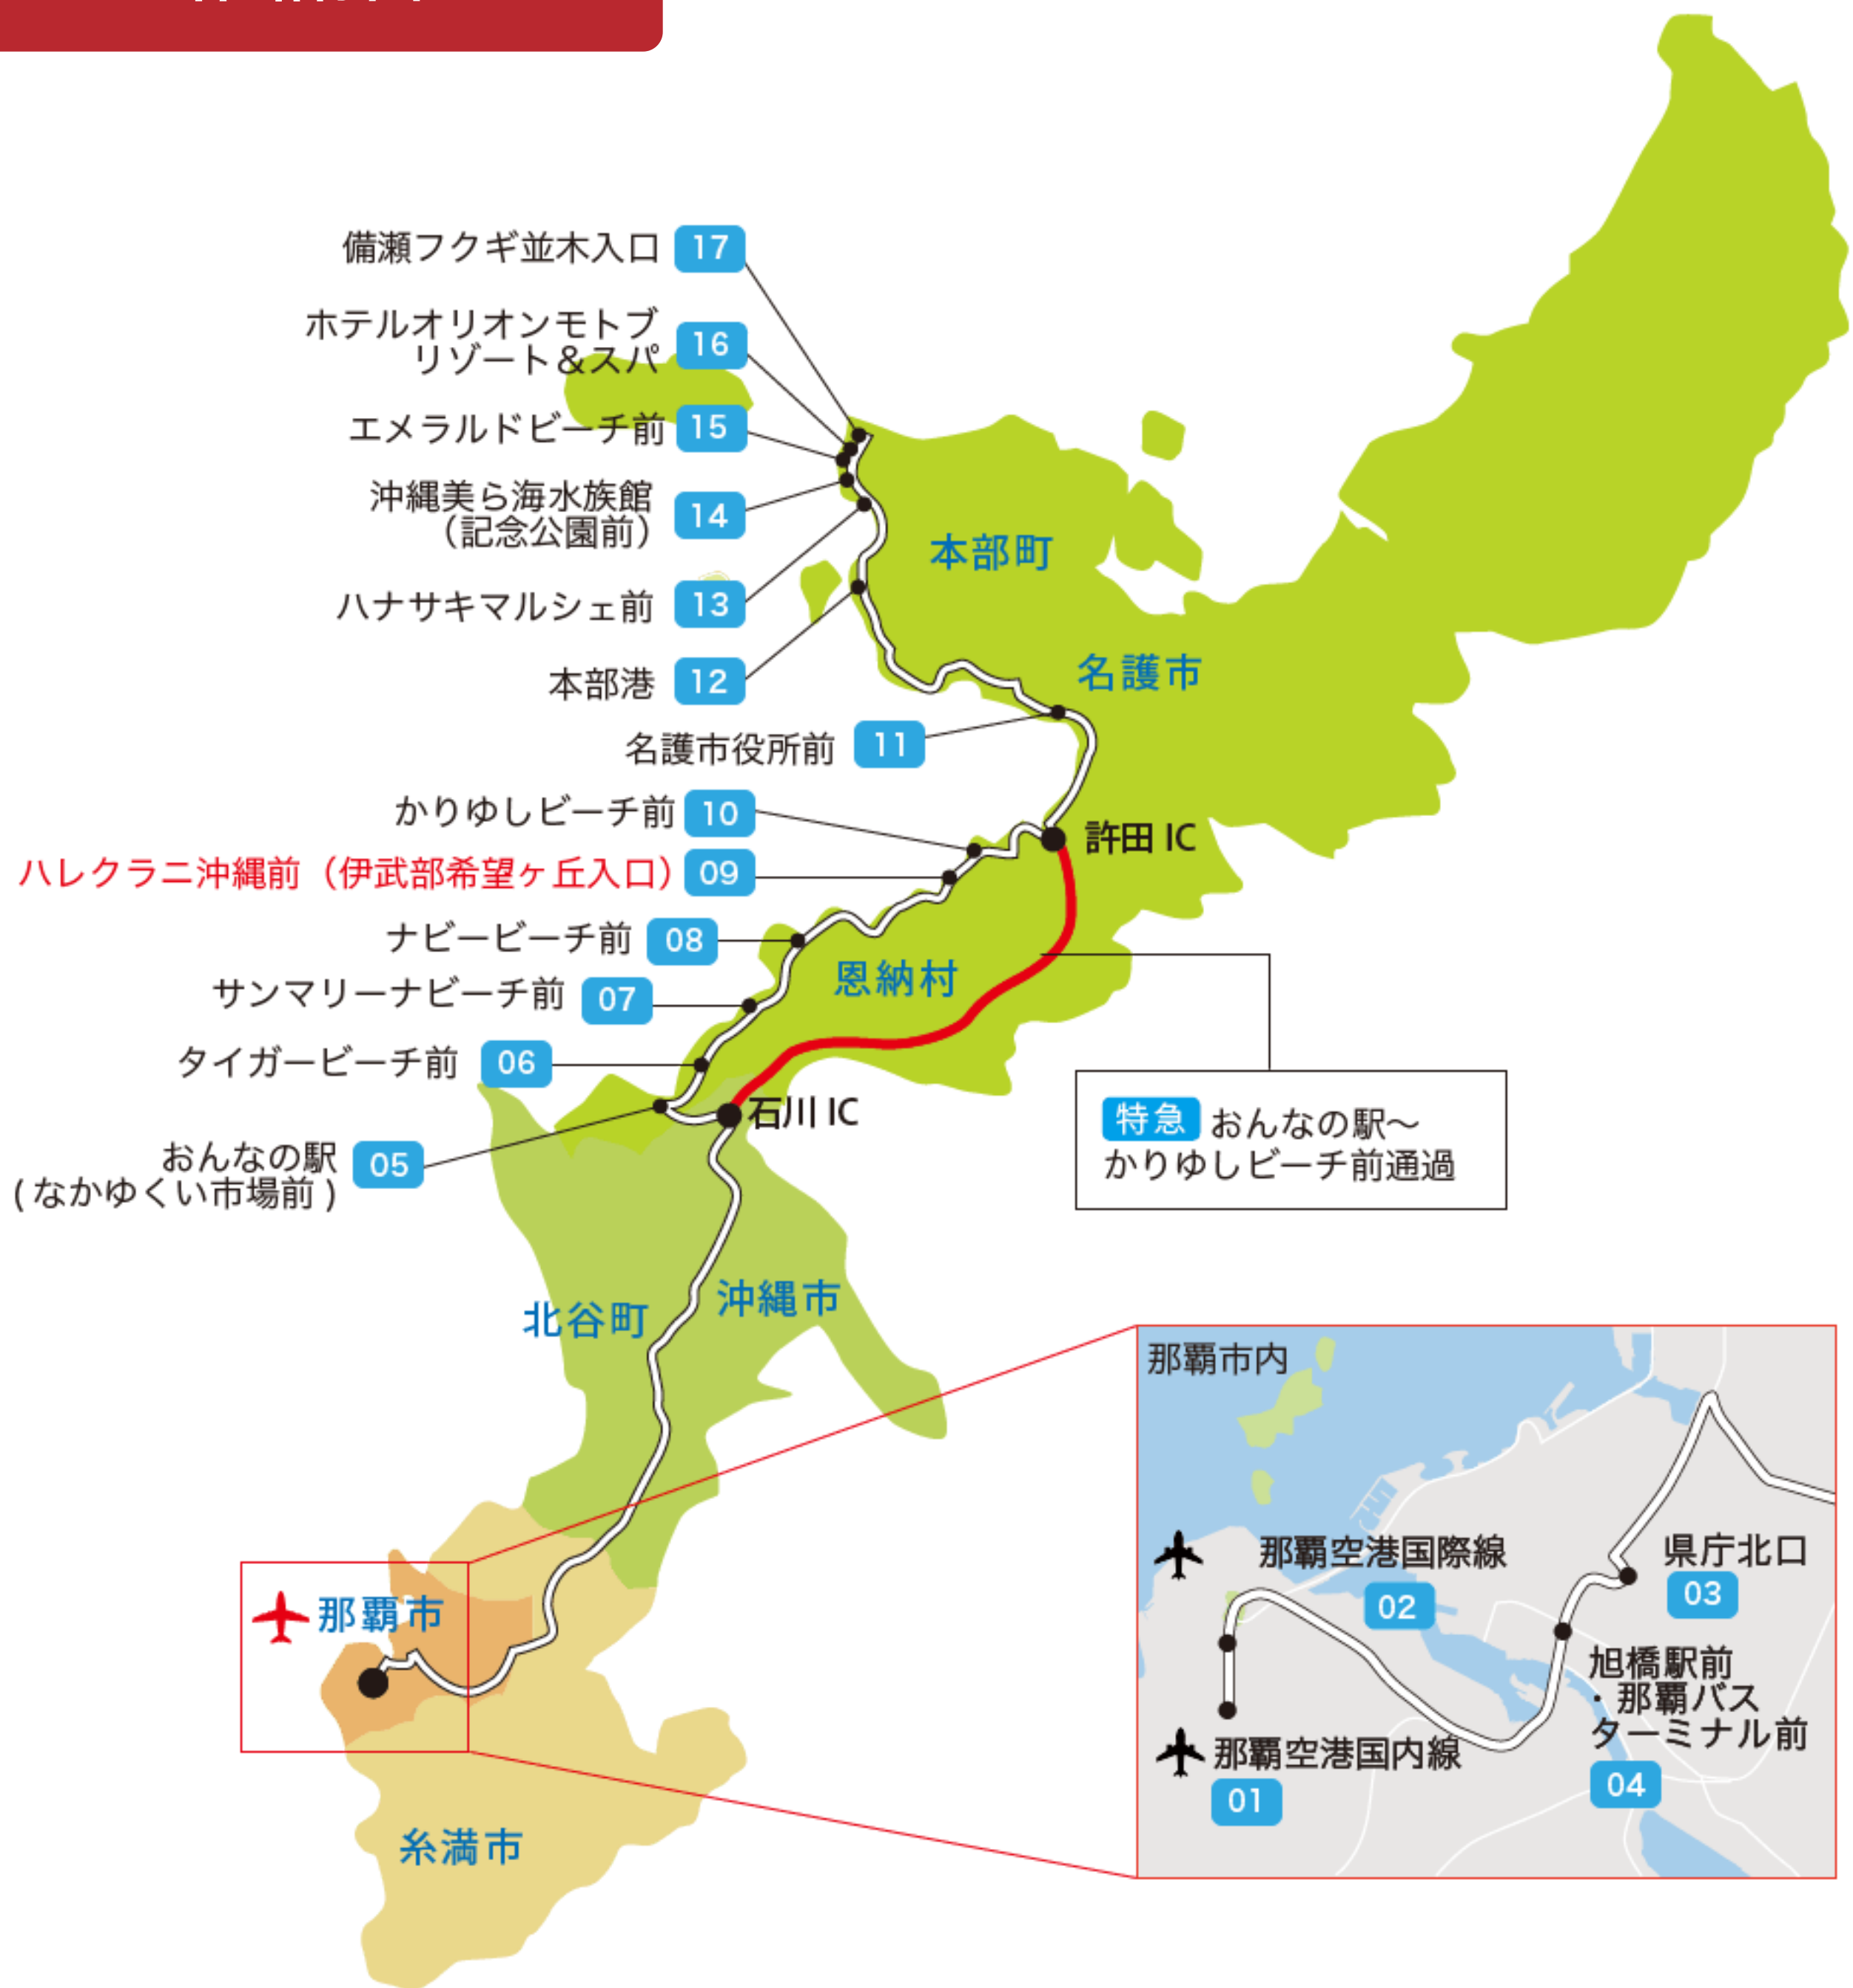 備瀬フクギ並木入口 17
ホテルオリオンモトブ
リゾート&スパ 16
エメラルドビーチ前 15
沖縄美ら海水族館
(記念公園前) 14
ハナサキマルシェ前 13
本部港 12
名護市役所前 11
かりゆしビーチ前 10
ハレクラニ沖縄前(伊武部希望ヶ丘入口) 09
ナビービーチ前 08
サンマリーナビーチ前 07
タイガービーチ前 06
おんなの駅
(なかゆくい市場前) 05
本部町
名護市
許田 IC
恩納村
石川 IC
特急 おんなの駅~
かりゆしビーチ前通過
北谷町
沖縄市
那覇市
糸満市
那覇市内
那覇空港国際線
02
県庁北口
03
旭橋駅前
・那覇バス
ターミナル前
04
那覇空港国内線
01